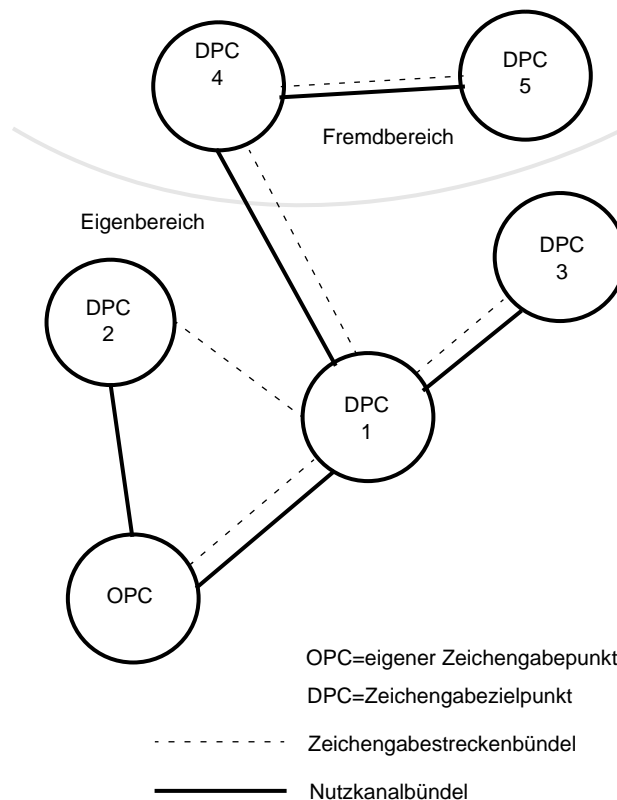 DPC
4
DPC
5
Fremdbereich
Eigenbereich
DPC
3
DPC
2
DPC
1
OPC
OPC=eigener Zeichengabepunkt
DPC=Zeichengabezielpunkt
Zeichengabestreckenbündel
Nutzkanalbündel